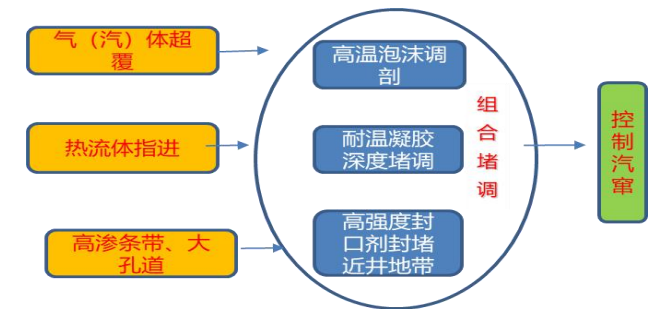 气（汽）体超
覆
热流体指进
高渗条带、大
孔道
高温泡沫调
剖
耐温凝胶
深度堵调
高强度封
口剂封堵
近井地带
组
合
堵
调
控
制
汽
窜